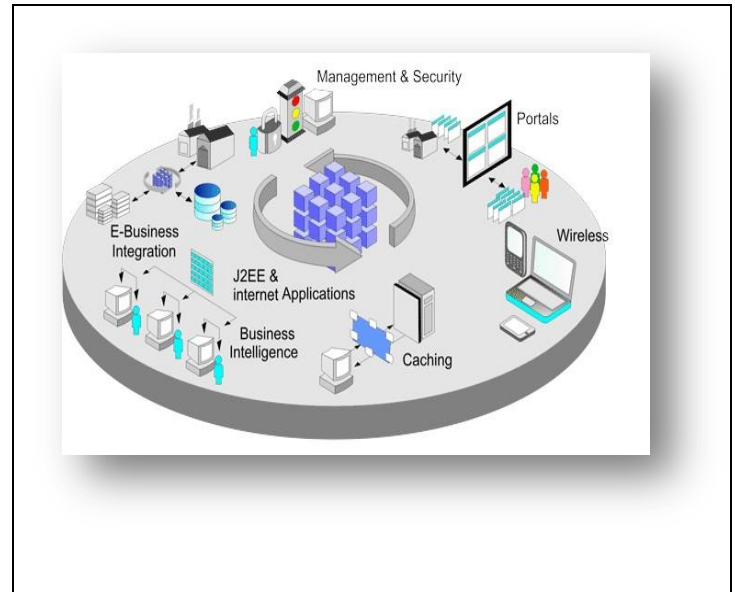 Management & Security
Portals
E-Business
Integration
Wireless
J2EE &
internet Applications
Business
Intelligence
Caching